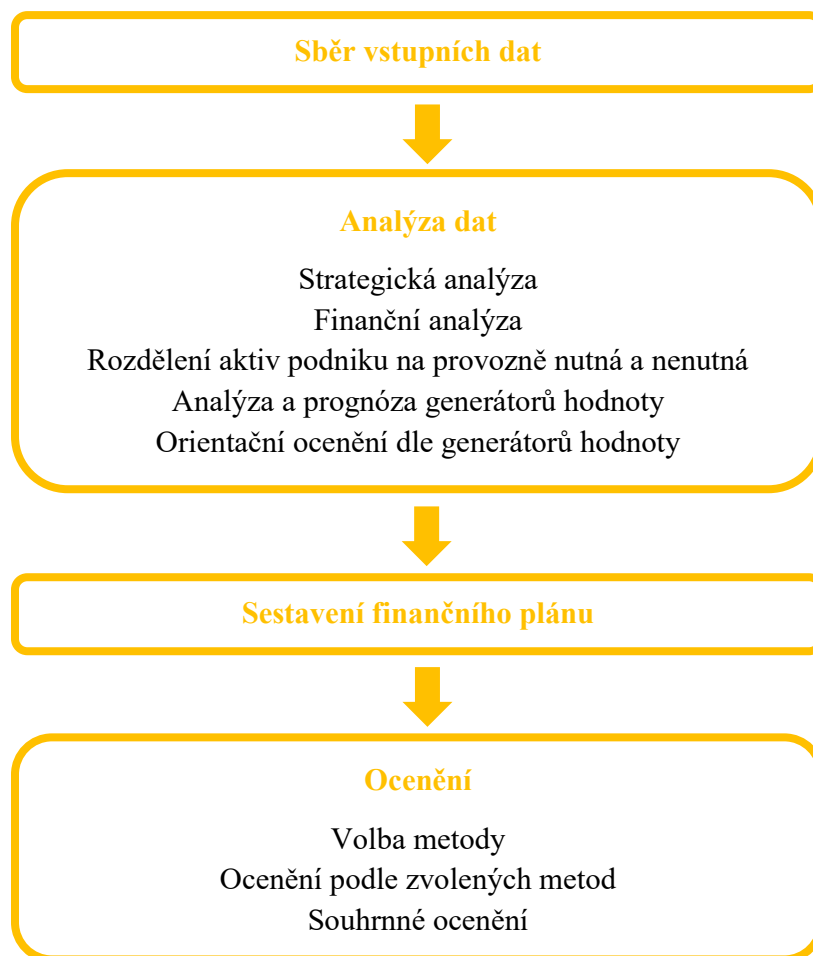 Sběr vstupních dat
Analýza dat
Strategická analýza
Finanční analýza
Rozdělení aktiv podniku na provozně nutná a nenutná
Analýza a prognóza generátorů hodnoty
Orientační ocenění dle generátorů hodnoty
Sestavení finančního plánu
Ocenění
Volba metody
Ocenění podle zvolených metod
Souhrnné ocenění